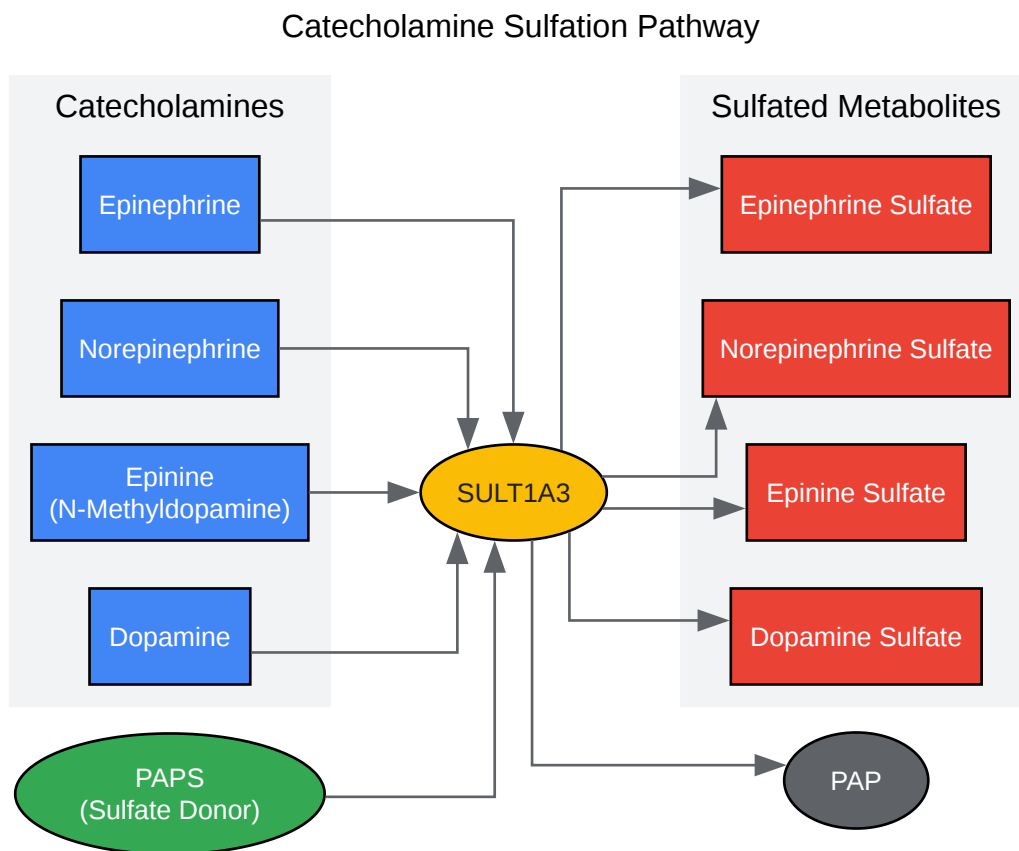 Catecholamine Sulfation Pathway
Catecholamines
Epinephrine
Norepinephrine
Epinine
(N-Methyldopamine)
Dopamine
PAPS
(Sulfate Donor)
SULT1A3
Sulfated Metabolites
Epinephrine Sulfate
Norepinephrine Sulfate
Epinine Sulfate
Dopamine Sulfate
PAP